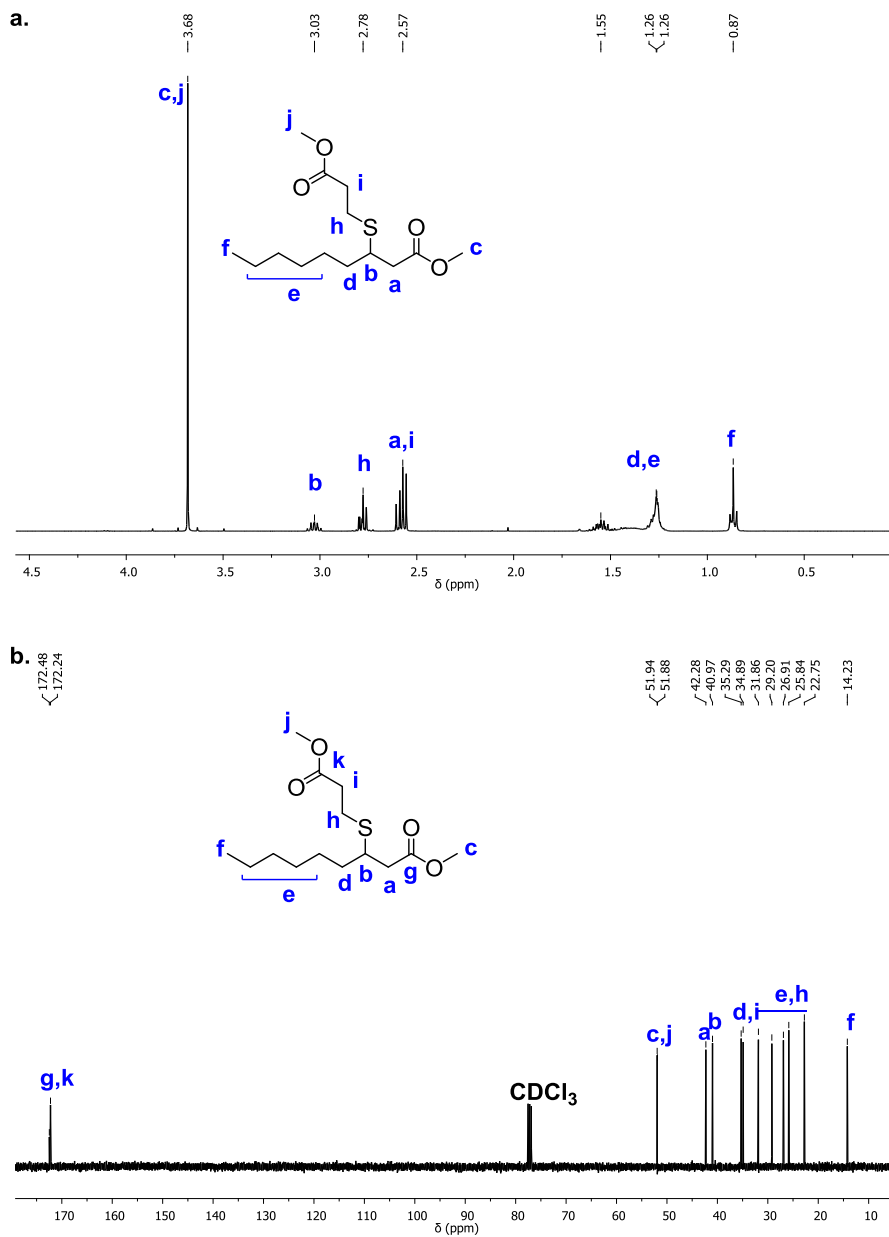 a.
3.68
3.03
2.78
2.57
1.55
1.26
1.26
0.87
c,j
j
O
O
i
h
S
O
f
O
c
d
b
a
e
b
h
a,i
d,e
f
4.5 4.0 3.5 3.0 2.5 2.0 1.5 1.0 0.5
δ (ppm)
b.
172.48
172.24
51.94
51.88
42.28
40.97
35.29
34.89
31.86
29.20
26.91
25.84
22.75
14.23
j
O
k
O
i
h
S
O
f
O
c
d
b
a
g
e
g,k
CDCl3
c,j
a
b
d,i
e,h
f
170 160 150 140 130 120 110 100 90 80 70 60 50 40 30 20 10
δ (ppm)